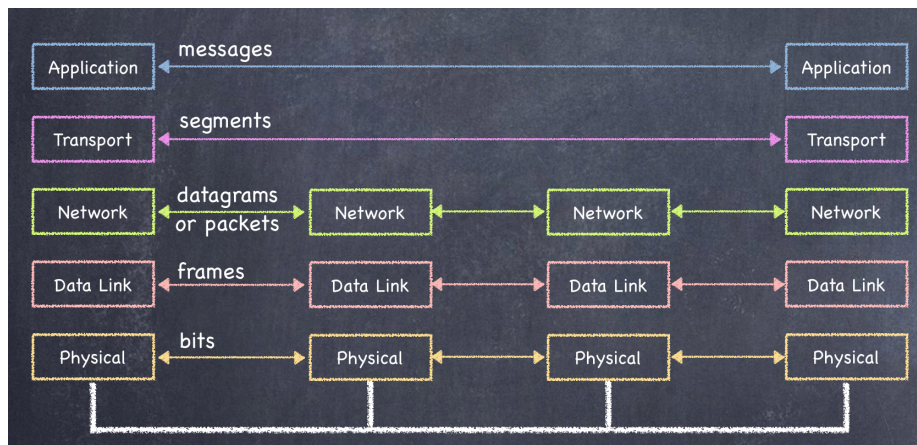 messages
Application Application
segments
Transport Transport
datagrams
or packets
Network Network Network Network
frames
Data Link Data Link Data Link Data Link
bits
Physical Physical Physical Physical